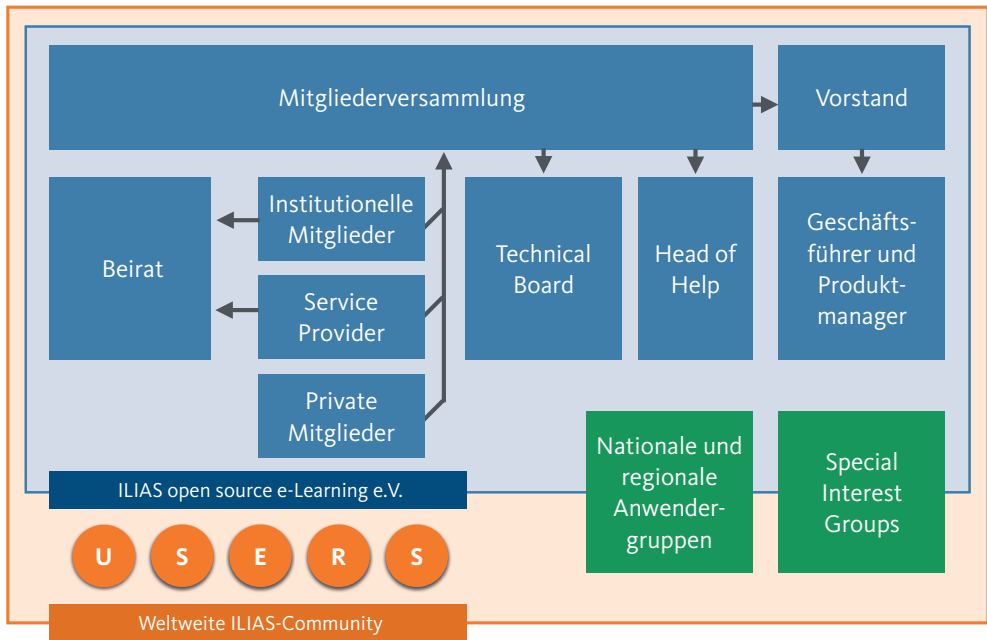 Mitgliederversammlung
Vorstand
Beirat
Institutionelle
Mitglieder
Service
Provider
Private
Mitglieder
Technical
Board
Head of
Help
Geschäfts-
führer und
Produkt-
manager
Nationale und
regionale
Anwender-
gruppen
Special
Interest
Groups
ILIAS open source e-Learning e.V.
U S E R S
Weltweite ILIAS-Community